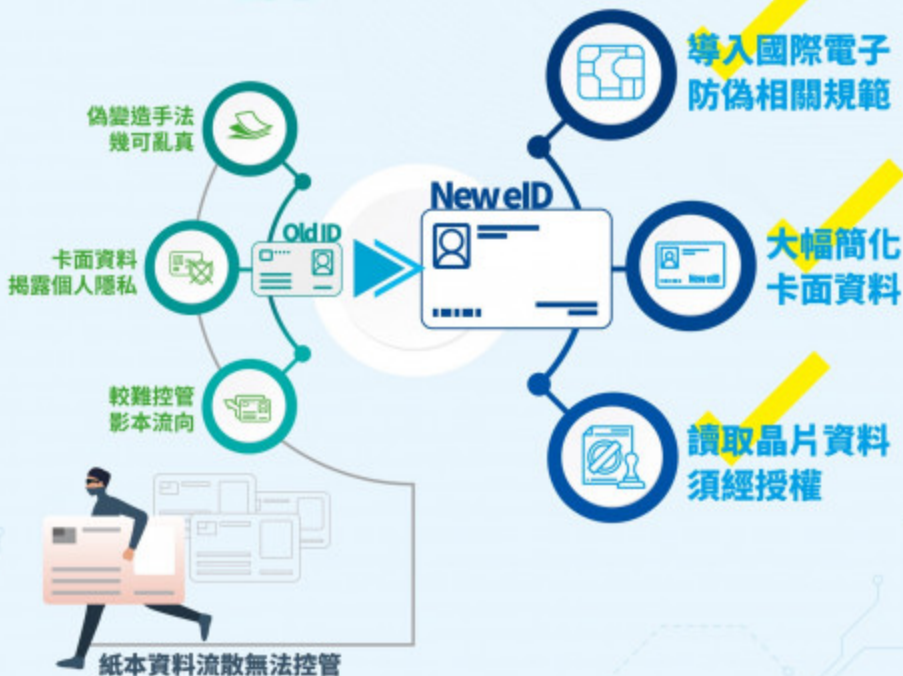 偽變造手法
幾可亂真
卡面資料
揭露個人隱私
較難控管
影本流向
紙本資料流散無法控管
Old ID
New eID
導入國際電子
防偽相關規範
大幅簡化
卡面資料
New eID
讀取晶片資料
須經授權